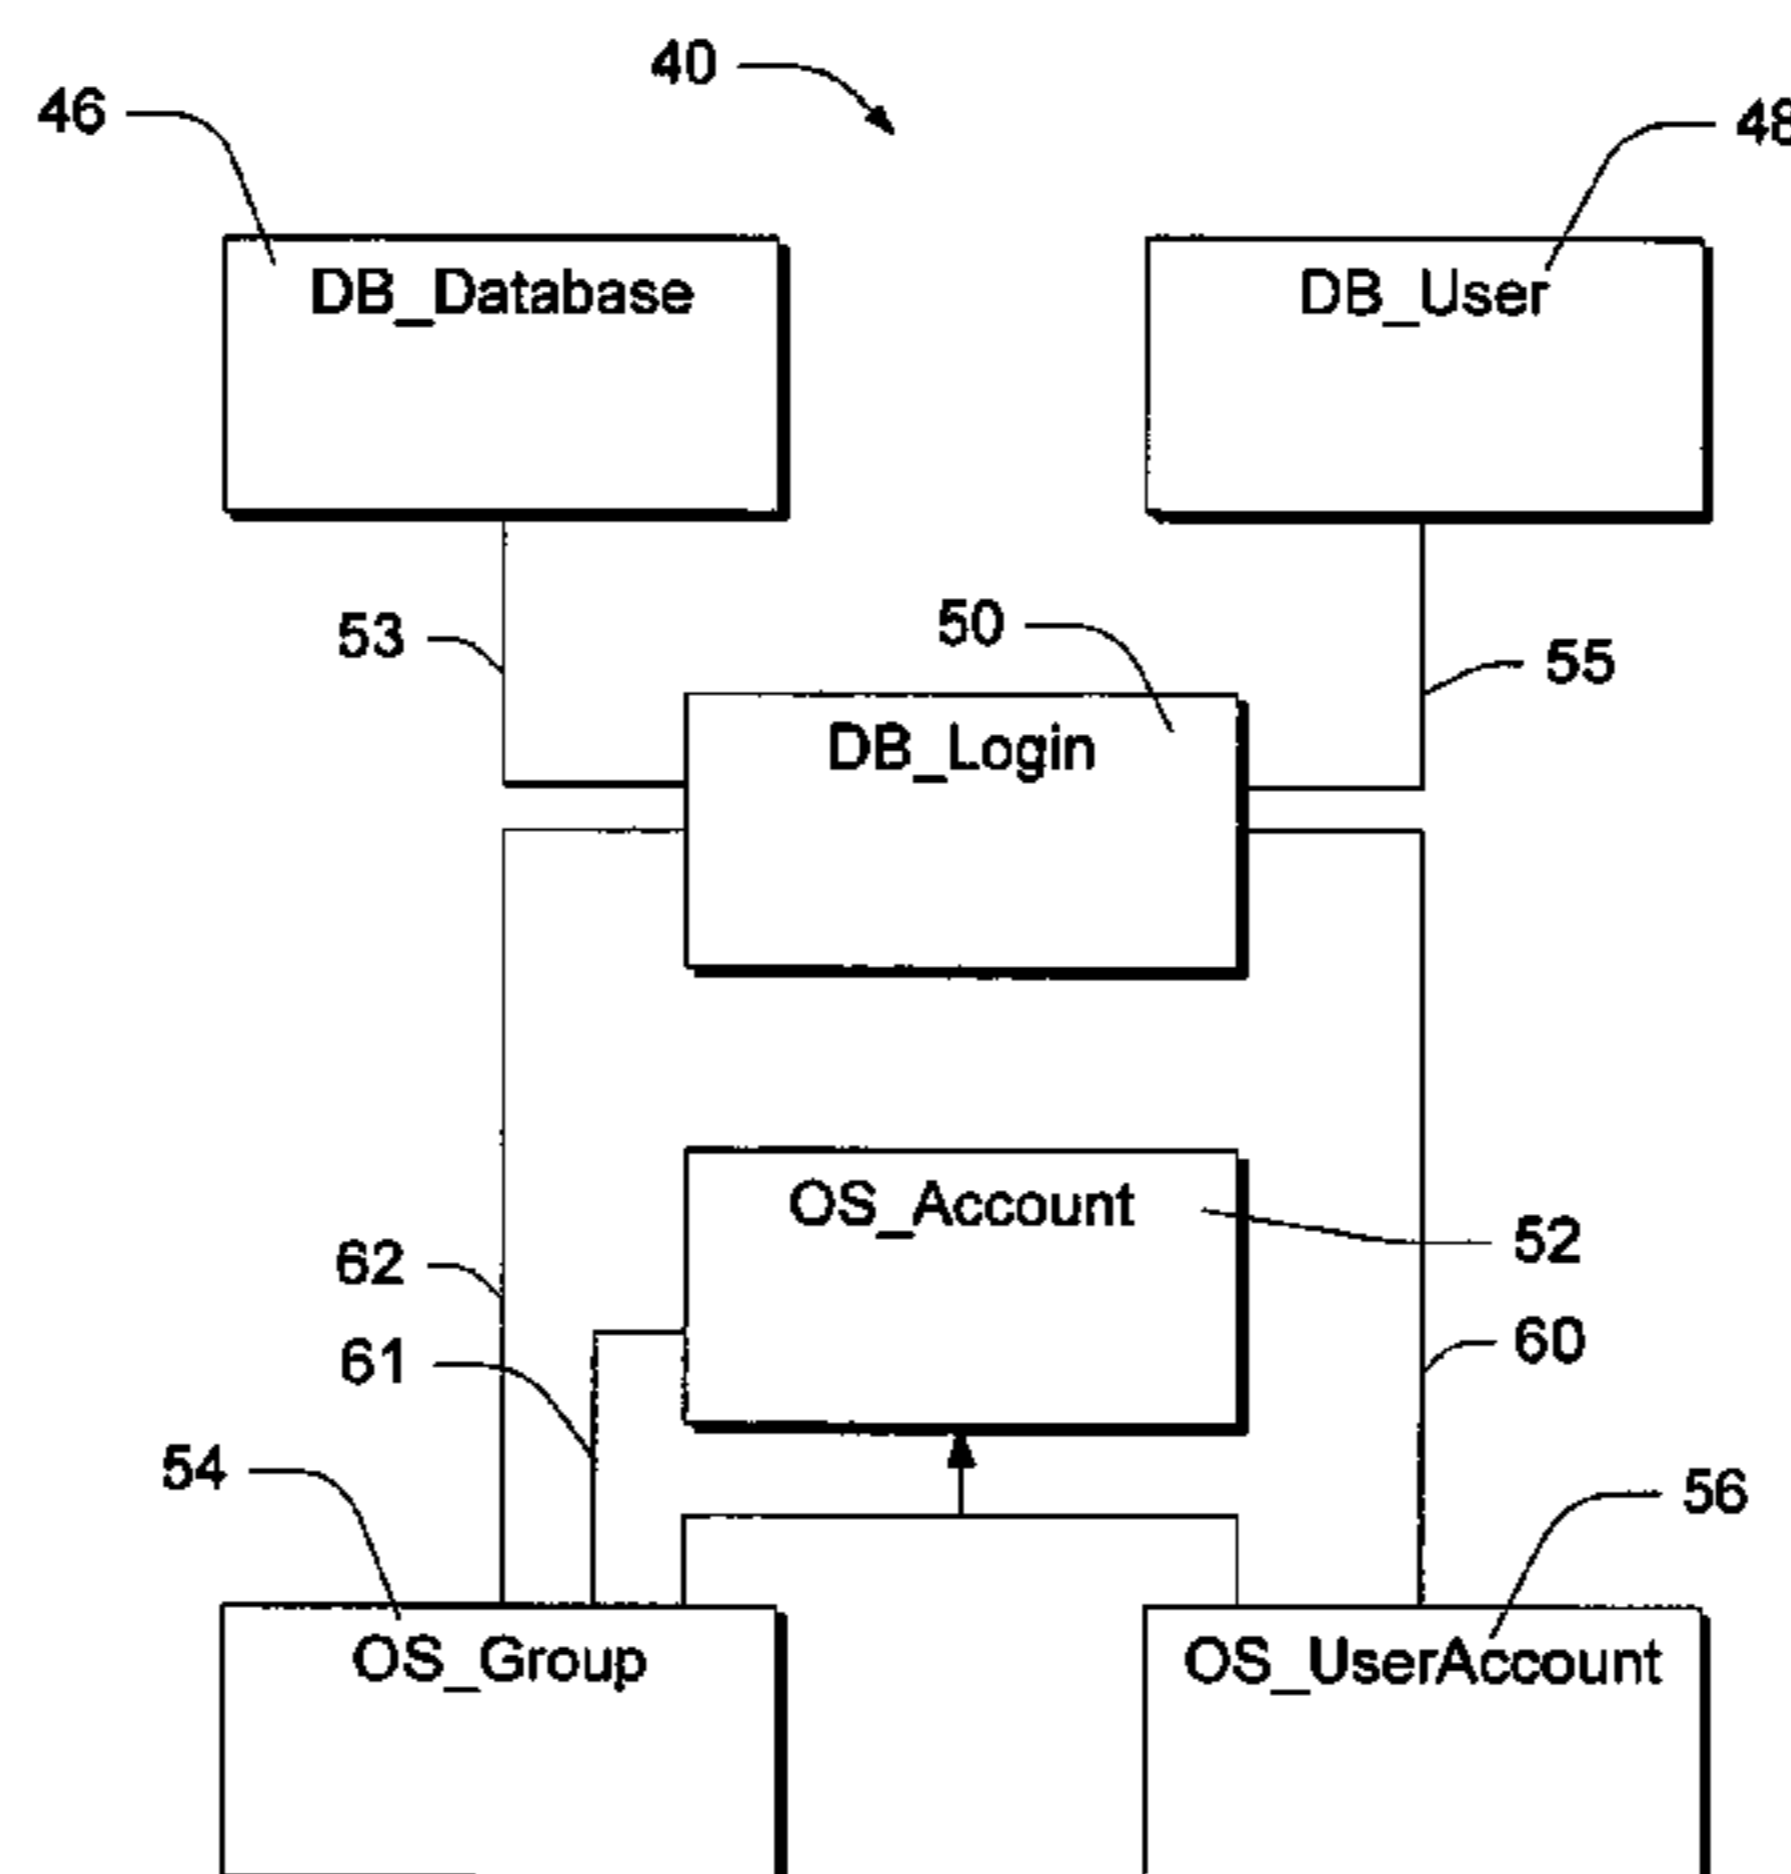 40
46
48
DB_Database
DB_User
53
50
55
DB_Login
OS_Account
52
62
60
61
54
56
OS_Group
OS_UserAccount